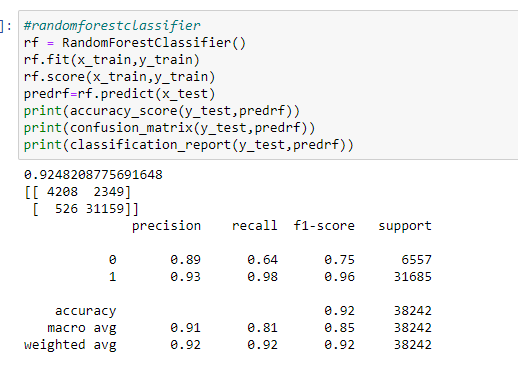 ]: #randomforestclassifier
rf = RandomForestClassifier()
rf.fit(x_train,y_train)
rf.score(x_train,y_train)
predrf=rf.predict(x_test)
print(accuracy_score(y_test,predrf))
print(confusion_matrix(y_test,predrf))
print(classification_report(y_test,predrf))
0.9248208775691648
[[ 4208  2349]
 [  526 31159]]
              precision    recall  f1-score   support
           0       0.89      0.64      0.75      6557
           1       0.93      0.98      0.96     31685
    accuracy                           0.92     38242
   macro avg       0.91      0.81      0.85     38242
weighted avg       0.92      0.92      0.92     38242